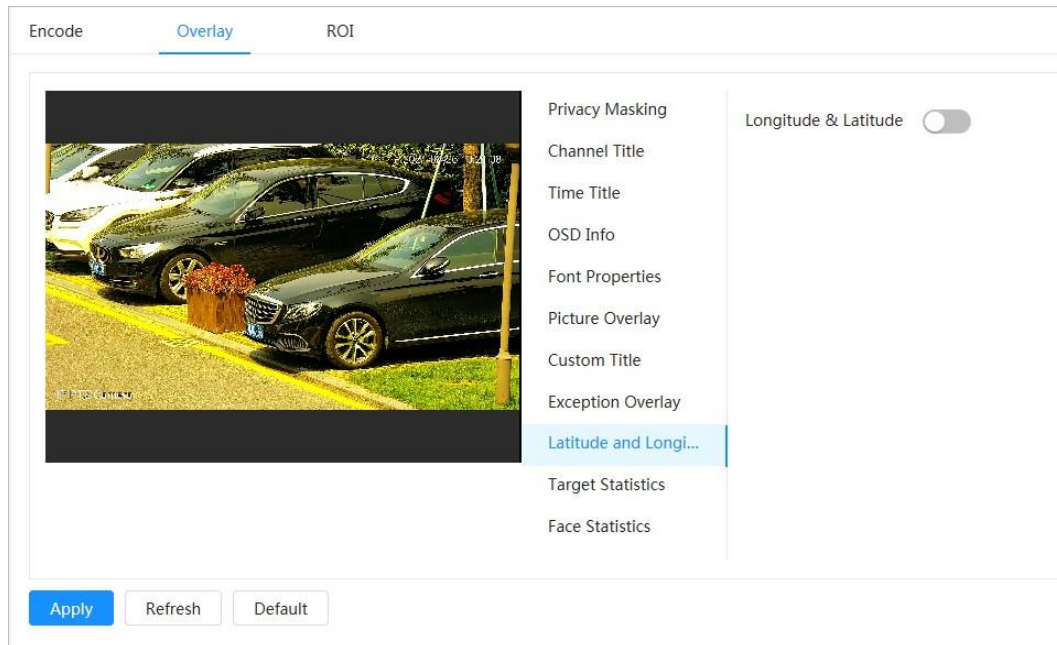 Encode Overlay ROI
Privacy Masking
Longitude & Latitude
Channel Title
Time Title
OSD Info
Font Properties
Picture Overlay
Custom Title
Exception Overlay
Latitude and Longi...
Target Statistics
Face Statistics
Apply Refresh Default